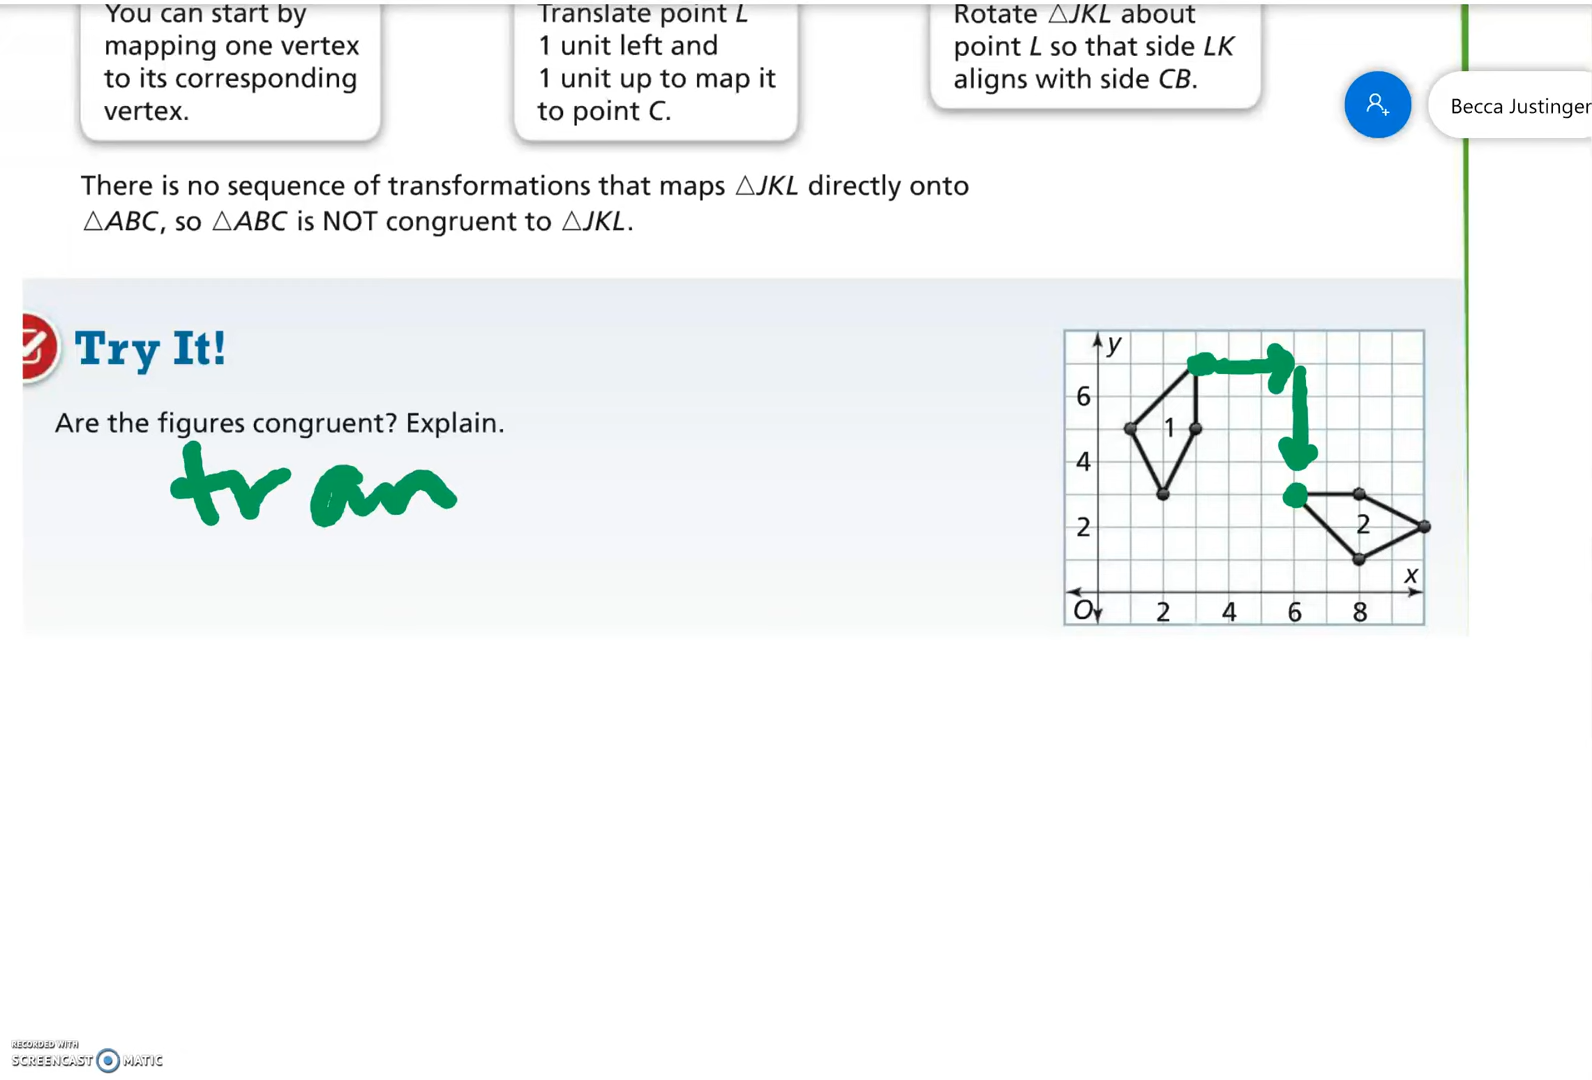 You can start by
mapping one vertex
to its corresponding
vertex.
Translate point L
1 unit left and
1 unit up to map it
to point C.
Rotate △JKL about
point L so that side LK
aligns with side CB.
Becca Justinger
There is no sequence of transformations that maps △JKL directly onto
△ABC, so △ABC is NOT congruent to △JKL.
Try It!
Are the figures congruent? Explain.
tran
y
6
4
2
1
2
x
O
2
4
6
8
RECORDED WITH
SCREENCAST MATIC